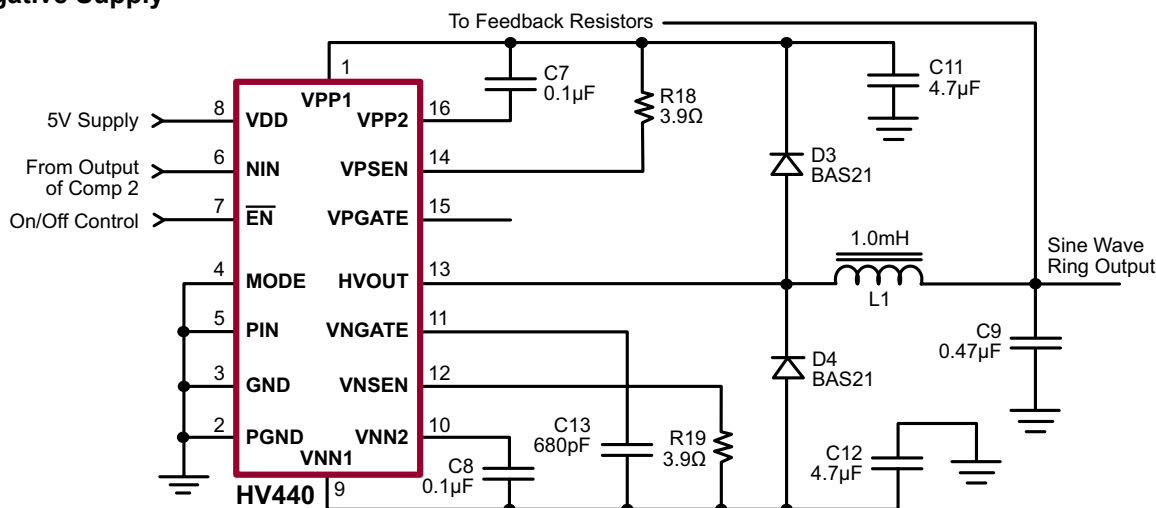 gative Supply
To Feedback Resistors
1
C7
0.1µF
C11
4.7µF
R18
3.9Ω
VPP1
5V Supply
8
VDD
VPP2
16
From Output
of Comp 2
6
NIN
VPSEN
14
D3
BAS21
On/Off Control
7
EN
VPGATE
15
1.0mH
L1
Sine Wave
Ring Output
4
MODE
HVOUT
13
5
PIN
VNGATE
11
C9
0.47µF
D4
BAS21
3
GND
VNSEN
12
2
PGND
VNN2
10
C13
680pF
R19
3.9Ω
C12
4.7µF
VNN1
C8
0.1µF
HV440
9